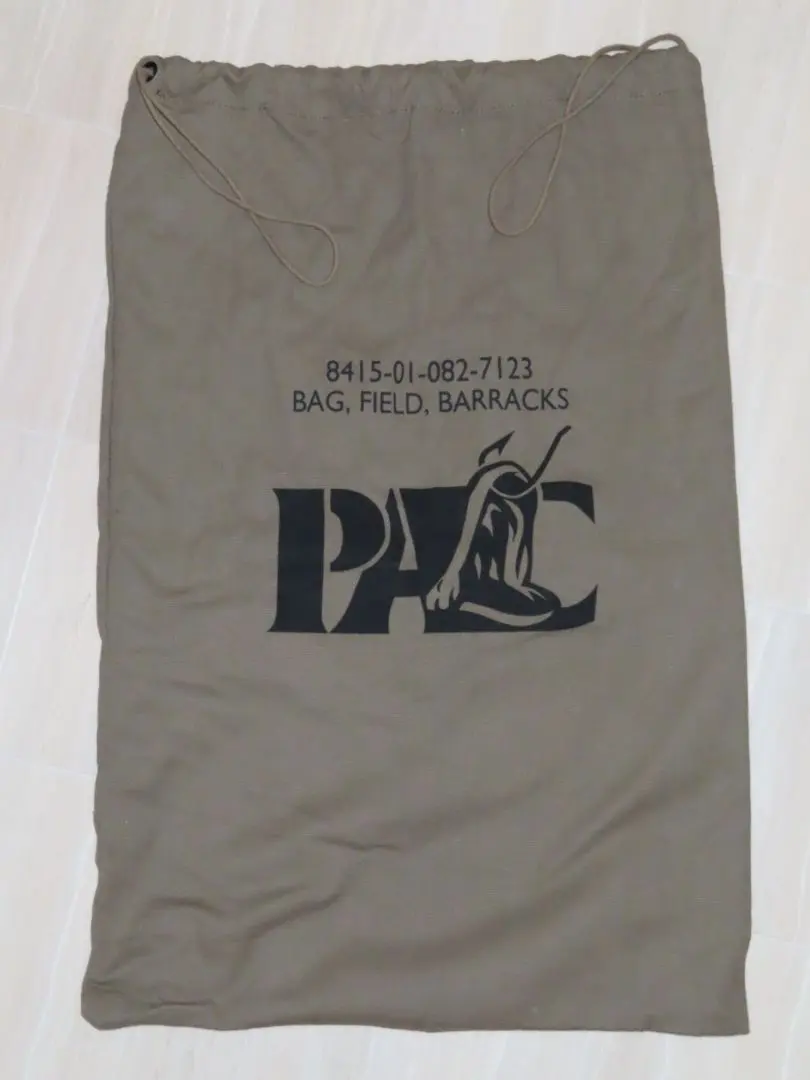 8415-01-082-7123
BAG, FIELD, BARRACKS
PAC